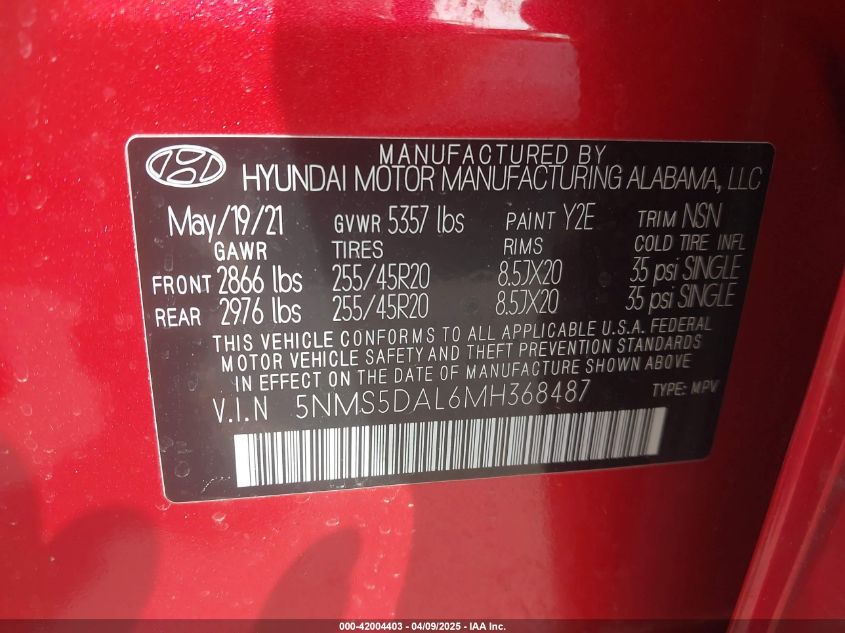 MANUFACTURED BY
HYUNDAI MOTOR MANUFACTURING ALABAMA, LLC
May/19/21 GVWR 5357 lbs PAINT Y2E TRIM NSN
GAWR TIRES RIMS COLD TIRE INFL
FRONT 2866 lbs 255/45R20 8.5JX20 35 psi SINGLE
REAR 2976 lbs 255/45R20 8.5JX20 35 psi SINGLE
THIS VEHICLE CONFORMS TO ALL APPLICABLE U.S.A. FEDERAL
MOTOR VEHICLE SAFETY AND THEFT PREVENTION STANDARDS
IN EFFECT ON THE DATE OF MANUFACTURE SHOWN ABOVE.
V.I.N 5NMS5DAL6MH368487 TYPE: MPV
000-42004403 - 04/09/2025 - IAA Inc.